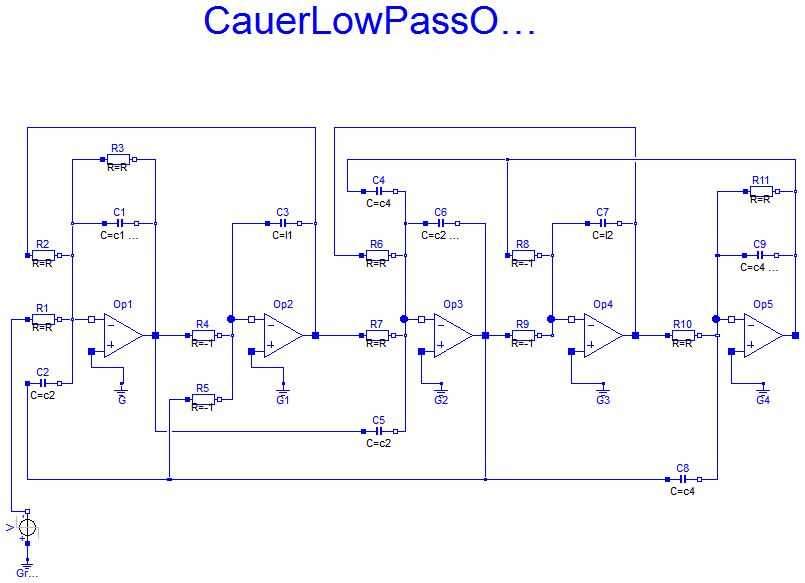 CauerLowPassO...
R3
R=R
C4
C=c4
R11
R=R
C1
C=c1 ...
C3
C=l1
C6
C=c2 ...
C7
C=l2
R2
R=R
R6
R=R
R8
R=-1
C9
C=c4 ...
R1
R=R
Op1
Op2
Op3
Op4
Op5
R4
R=-1
R7
R=R
R9
R=-1
R10
R=R
C2
C=c2
G
R5
R=-1
G1
G2
G3
G4
C5
C=c2
C8
C=c4
V
Gr...